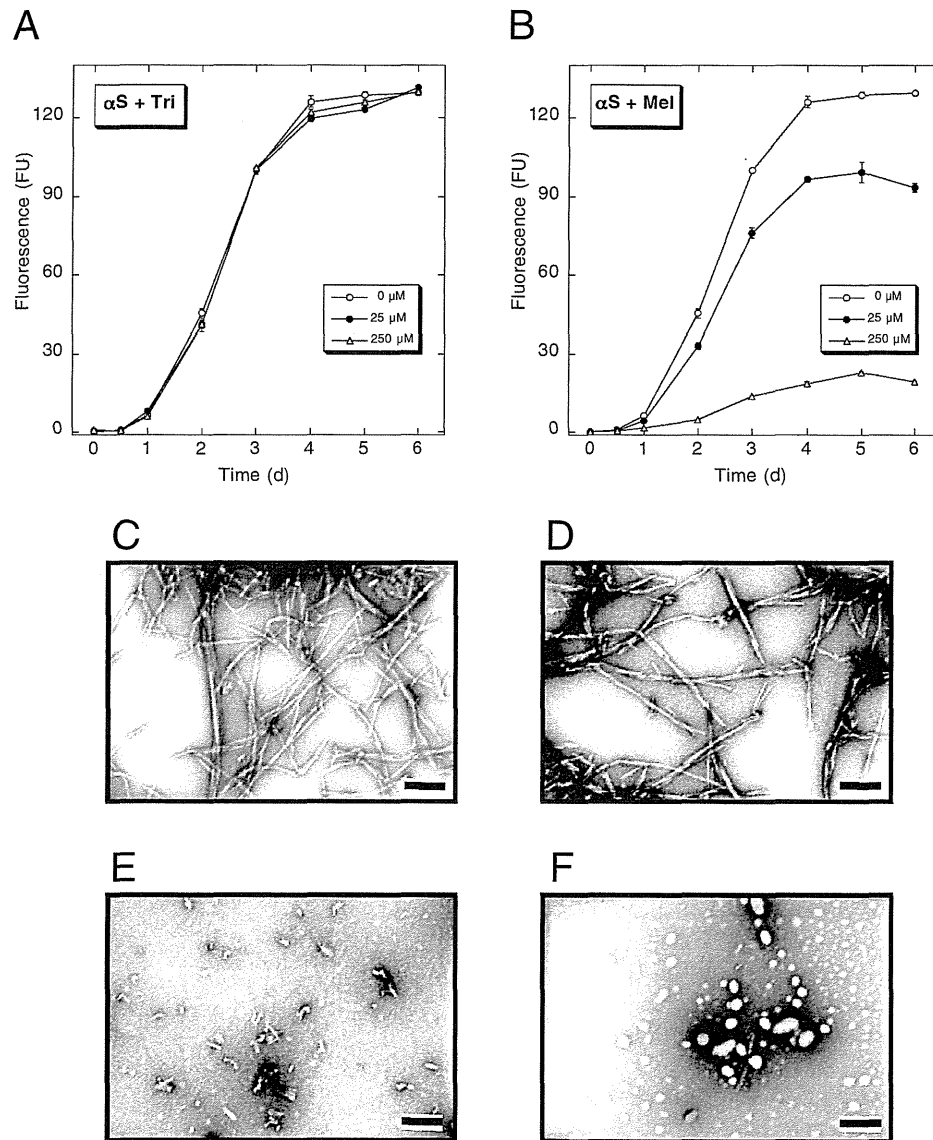 A
B
αS + Tri
αS + Mel
120
90
60
30
0
Fluorescence (FU)
0 µM
25 µM
250 µM
0 1 2 3 4 5 6
Time (d)
120
90
60
30
0
Fluorescence (FU)
0 µM
25 µM
250 µM
0 1 2 3 4 5 6
Time (d)
C
D
E
F